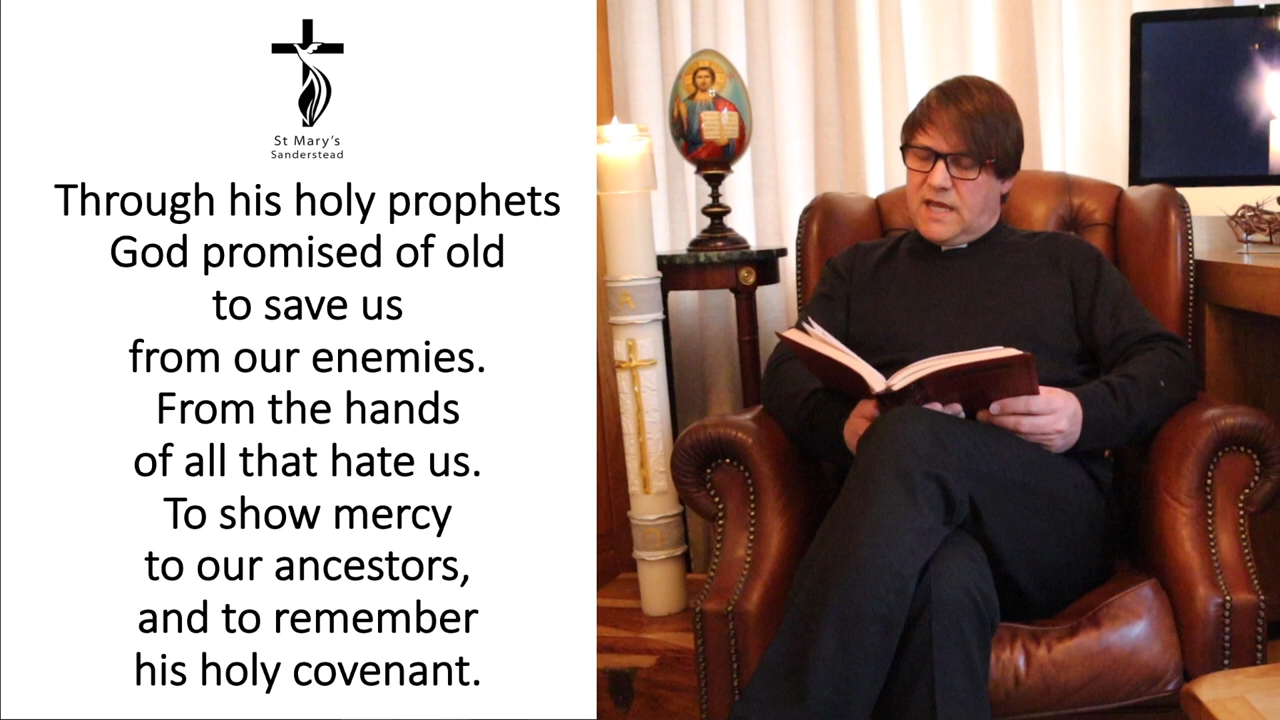 St Mary's
Sanderstead
Through his holy prophets
God promised of old
to save us
from our enemies.
From the hands
of all that hate us.
To show mercy
to our ancestors,
and to remember
his holy covenant.